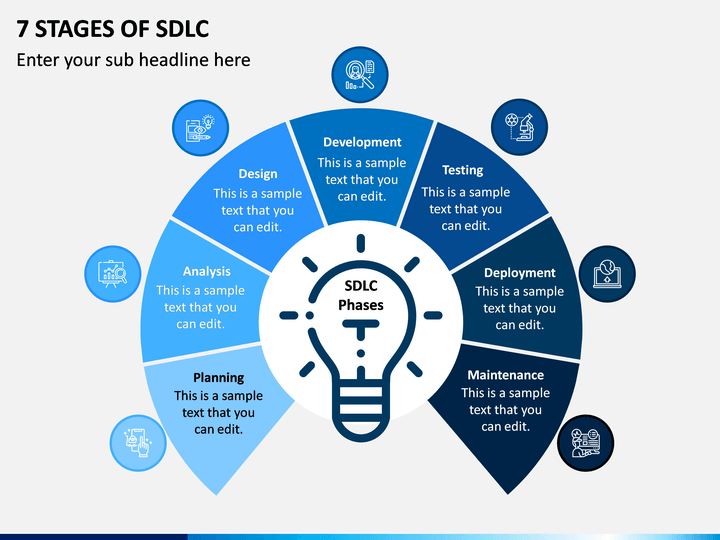 7 STAGES OF SDLC
Enter your sub headline here
Planning
This is a sample
text that you
can edit.
Analysis
This is a sample
text that you
can edit.
Design
This is a sample
text that you
can edit.
Development
This is a sample
text that you
can edit.
Testing
This is a sample
text that you
can edit.
Deployment
This is a sample
text that you
can edit.
Maintenance
This is a sample
text that you
can edit.
SDLC
Phases